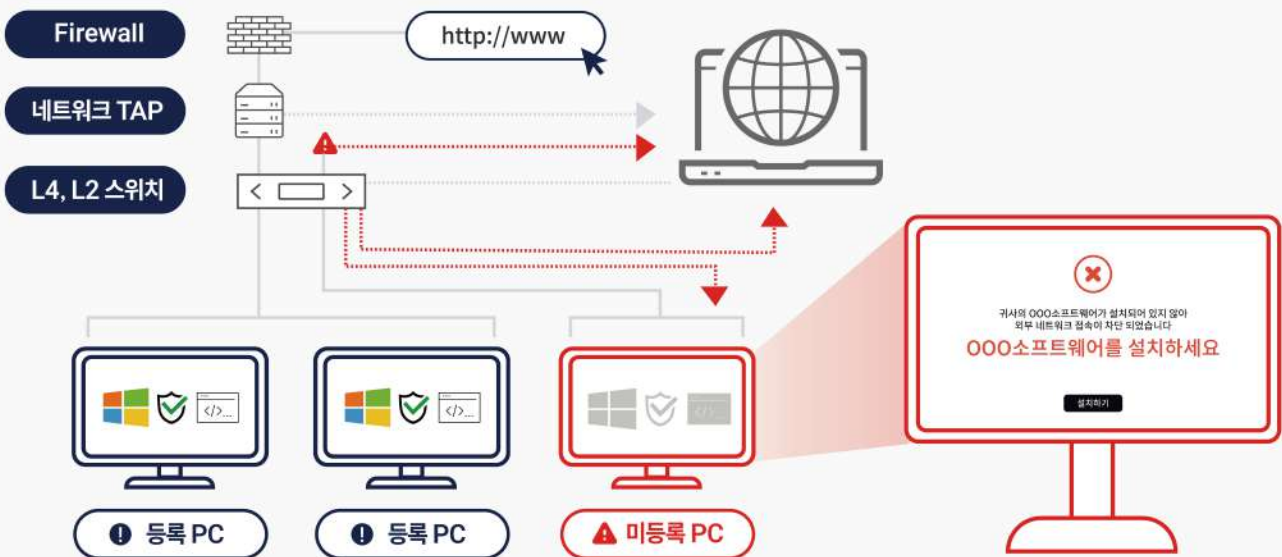 Firewall
http://www
네트워크 TAP
L4, L2 스위치
귀사의 OOO소프트웨어가 설치되어 있지 않아
외부 네트워크 접속이 차단 되었습니다
OOO소프트웨어를 설치하세요
설치하기
</>...
</>...
</>...
등록 PC
등록 PC
미등록 PC